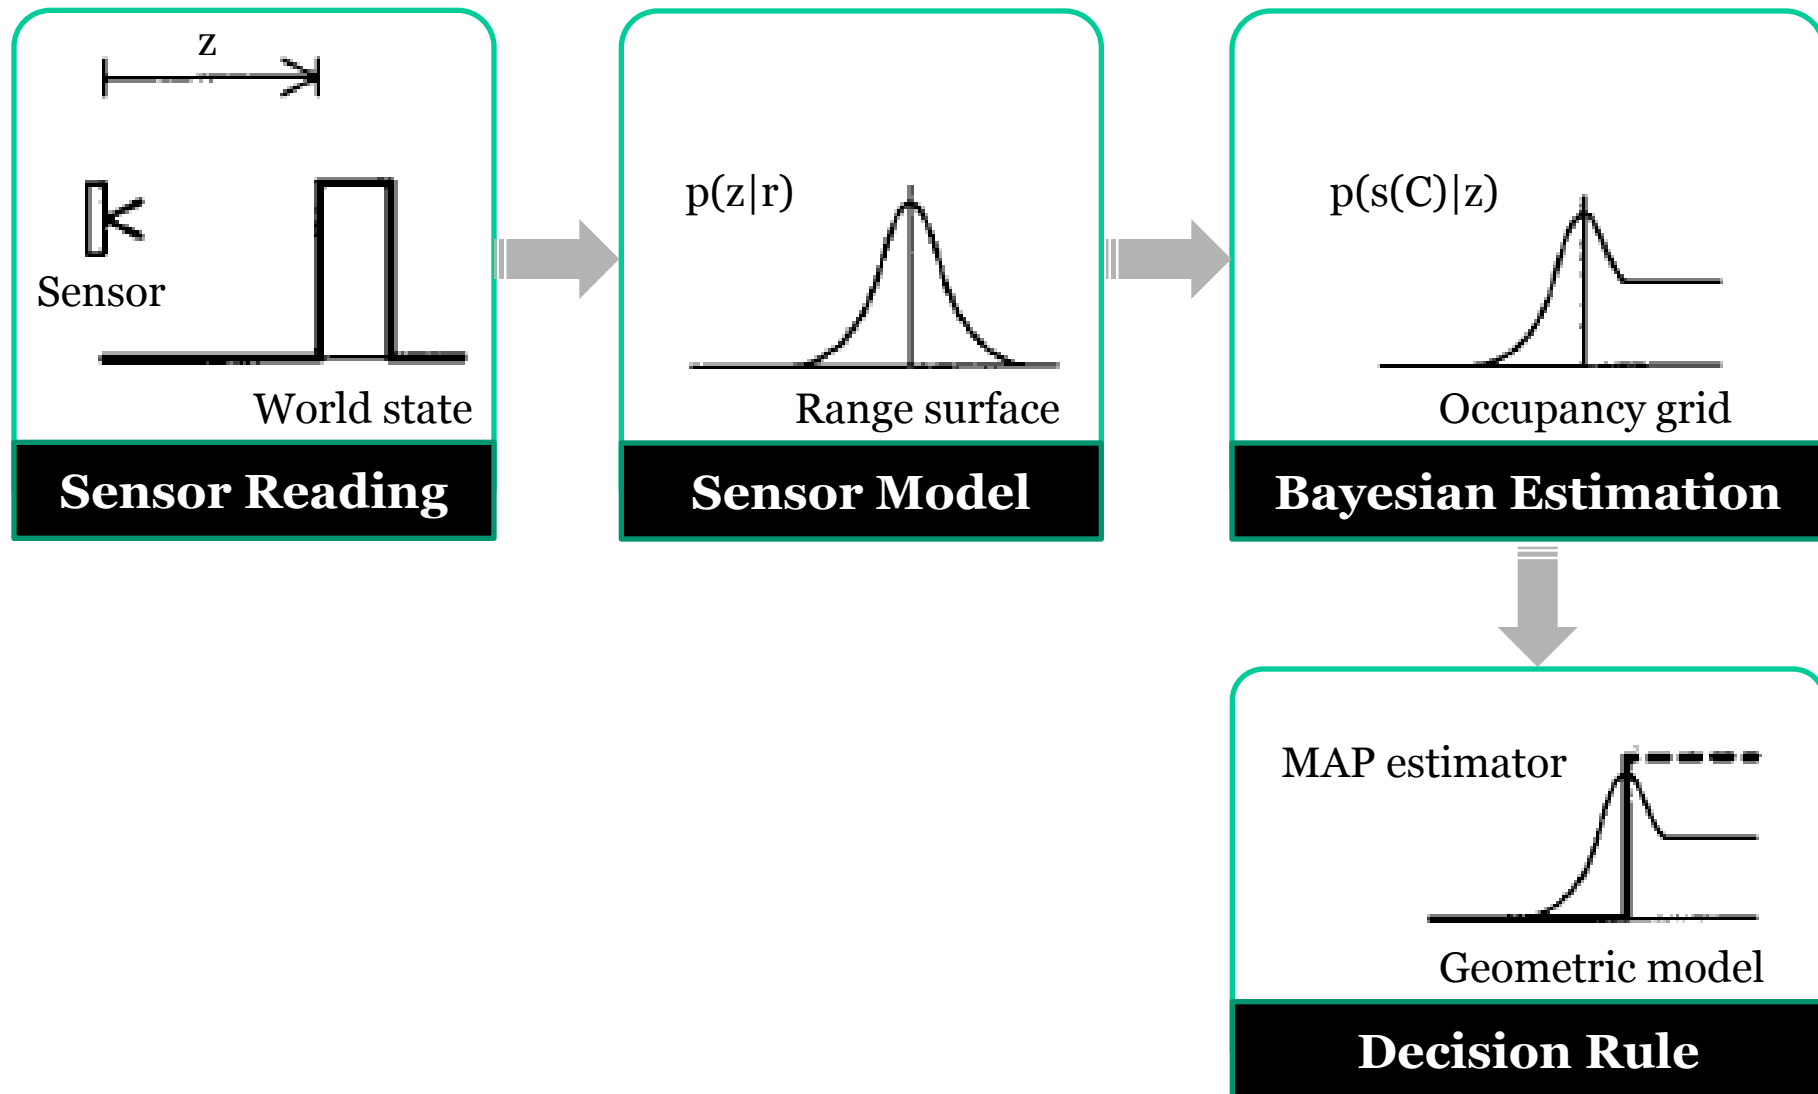 z
Sensor
World state
Sensor Reading
p(z|r)
Range surface
Sensor Model
p(s(C)|z)
Occupancy grid
Bayesian Estimation
MAP estimator
Geometric model
Decision Rule